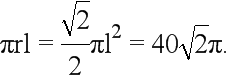 πrl = √2/2 πl² = 40√2π.